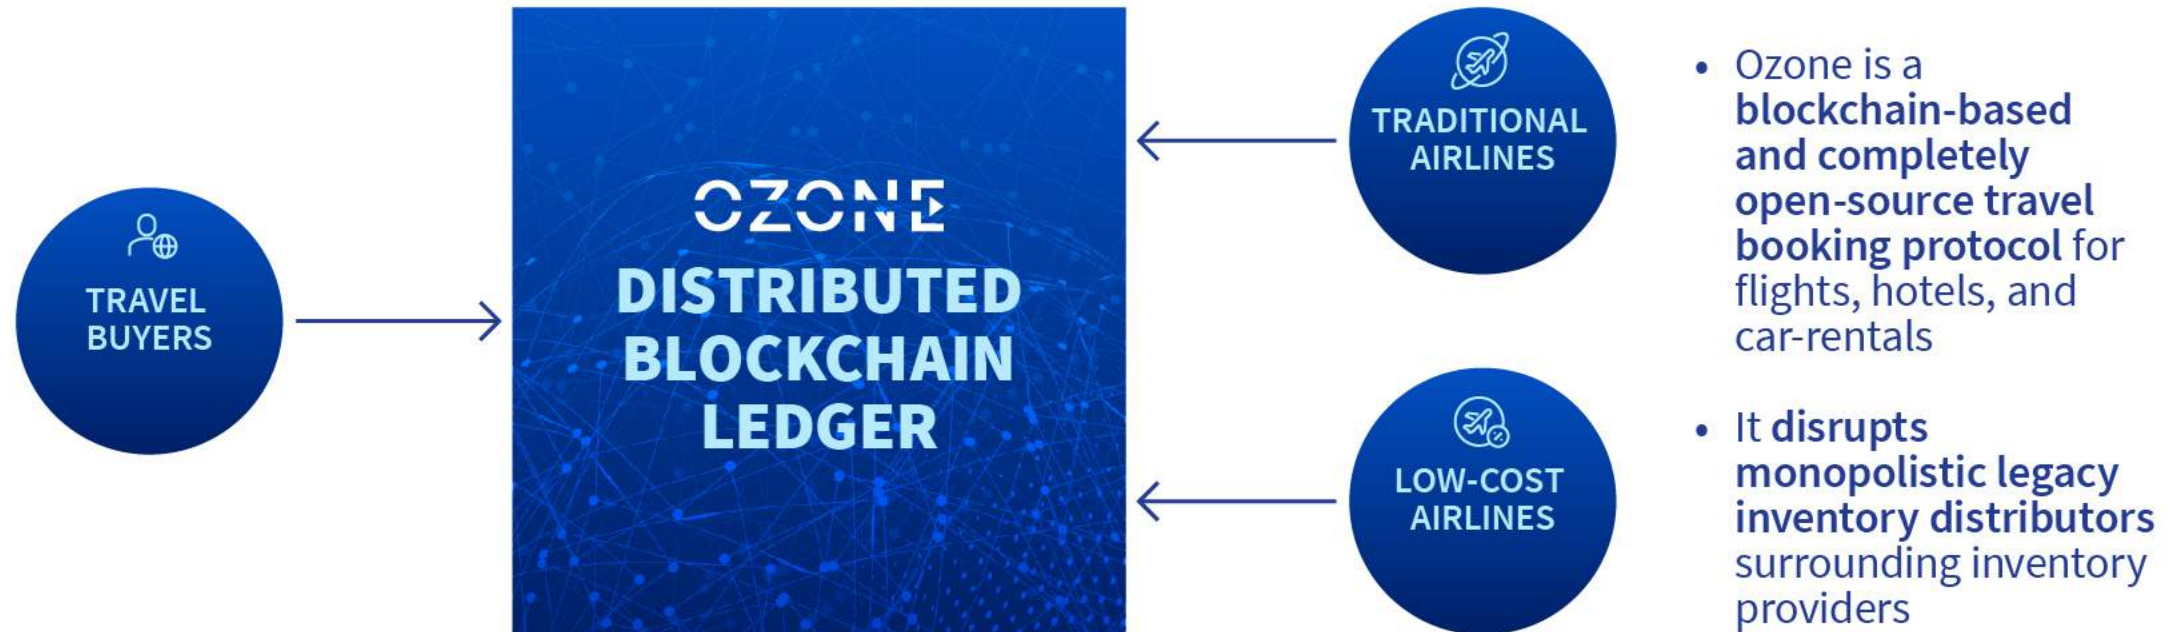 TRAVEL
BUYERS
OZONE
DISTRIBUTED
BLOCKCHAIN
LEDGER
TRADITIONAL
AIRLINES
LOW-COST
AIRLINES
• Ozone is a
blockchain-based
and completely
open-source travel
booking protocol for
flights, hotels, and
car-rentals
• It disrupts
monopolistic legacy
inventory distributors
surrounding inventory
providers